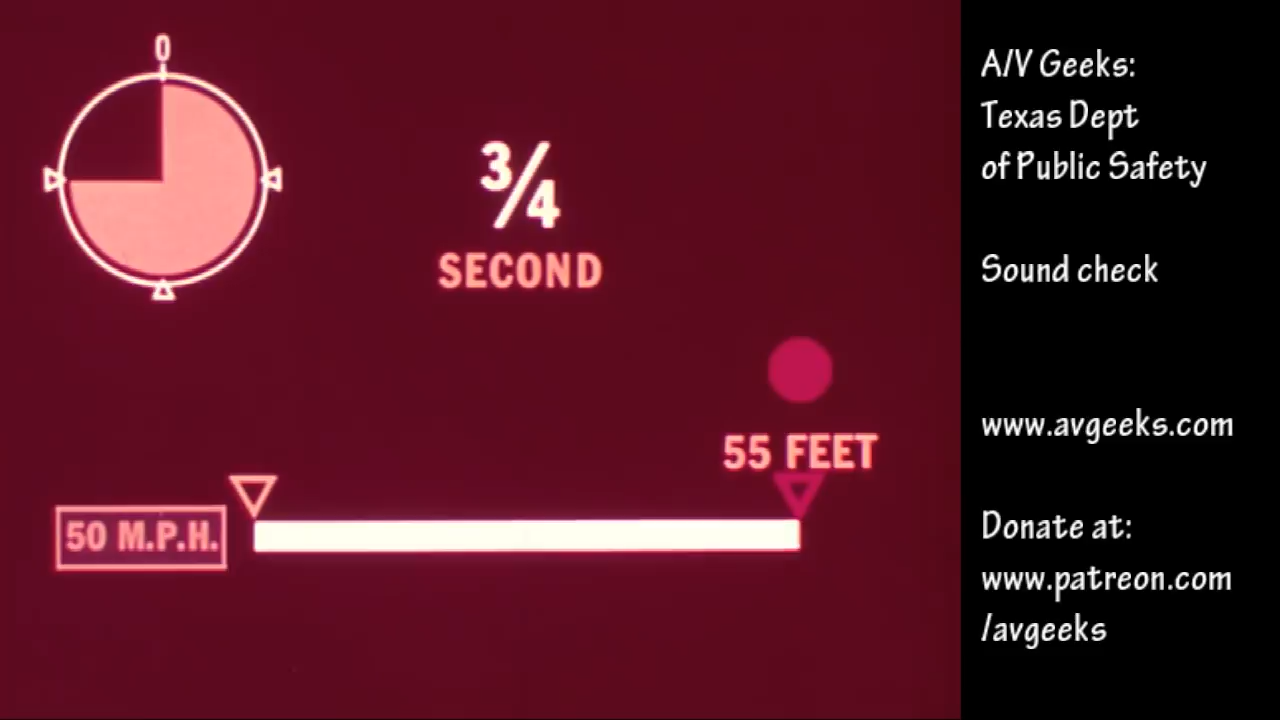 0
3/4
SECOND
55 FEET
50 M.P.H.
A/V Geeks:
Texas Dept
of Public Safety
Sound check
www.avgeeks.com
Donate at:
www.patreon.com
/avgeeks